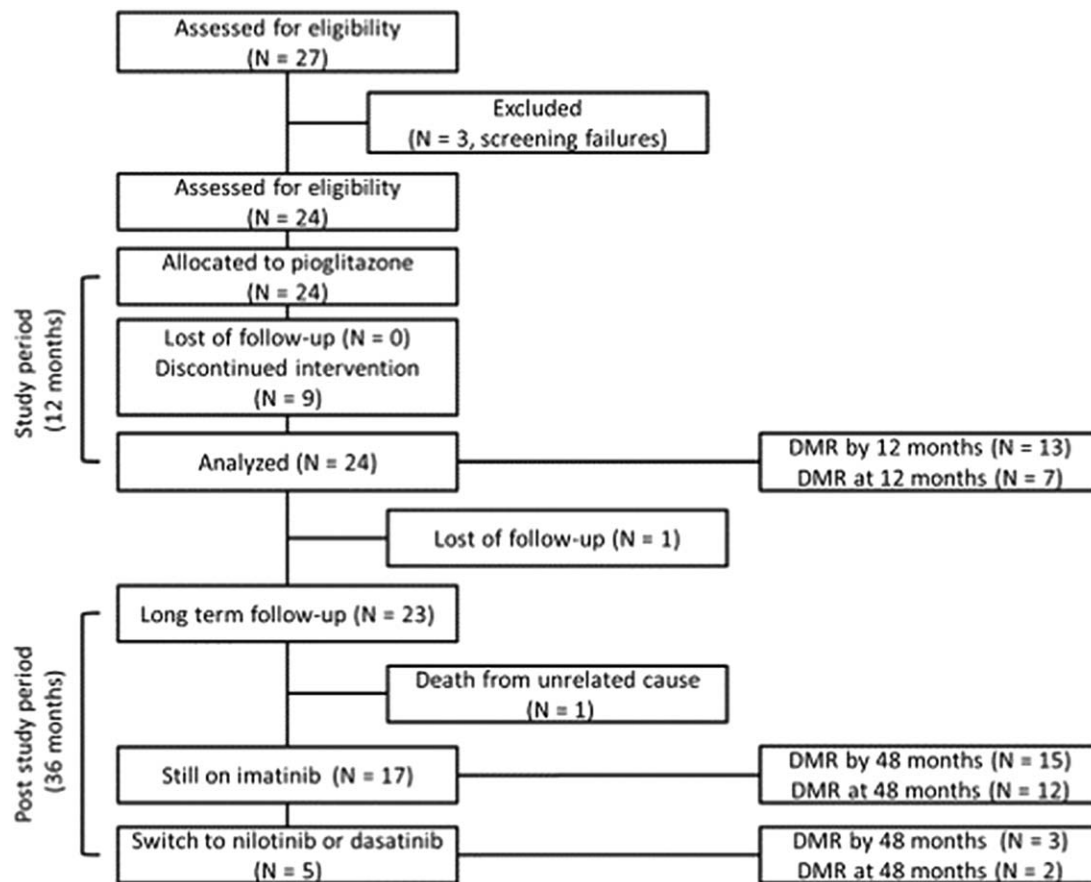 Assessed for eligibility
(N = 27)
Excluded
(N = 3, screening failures)
Assessed for eligibility
(N = 24)
Allocated to pioglitazone
(N = 24)
Study period
(12 months)
Lost of follow-up (N = 0)
Discontinued intervention
(N = 9)
Analyzed (N = 24)
DMR by 12 months (N = 13)
DMR at 12 months (N = 7)
Lost of follow-up (N = 1)
Long term follow-up (N = 23)
Post study period
(36 months)
Death from unrelated cause
(N = 1)
Still on imatinib (N = 17)
DMR by 48 months (N = 15)
DMR at 48 months (N = 12)
Switch to nilotinib or dasatinib
(N = 5)
DMR by 48 months (N = 3)
DMR at 48 months (N = 2)